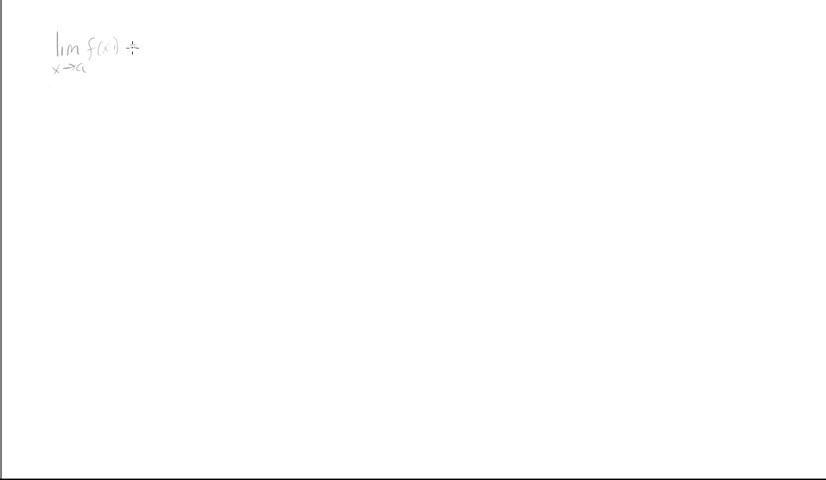 lim f(x) =
x→a